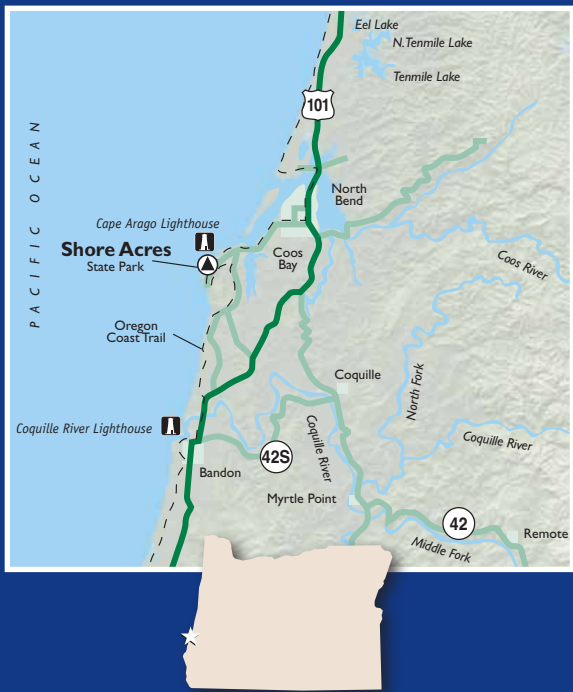 Eel Lake
N.Tenmile Lake
Tenmile Lake
101
PACIFIC OCEAN
North
Bend
Cape Arago Lighthouse
Shore Acres
State Park
Coos
Bay
Coos River
Oregon
Coast Trail
Coquille
North Fork
Coquille River Lighthouse
Coquille River
Coquille River
42S
Bandon
Myrtle Point
42
Remote
Middle Fork